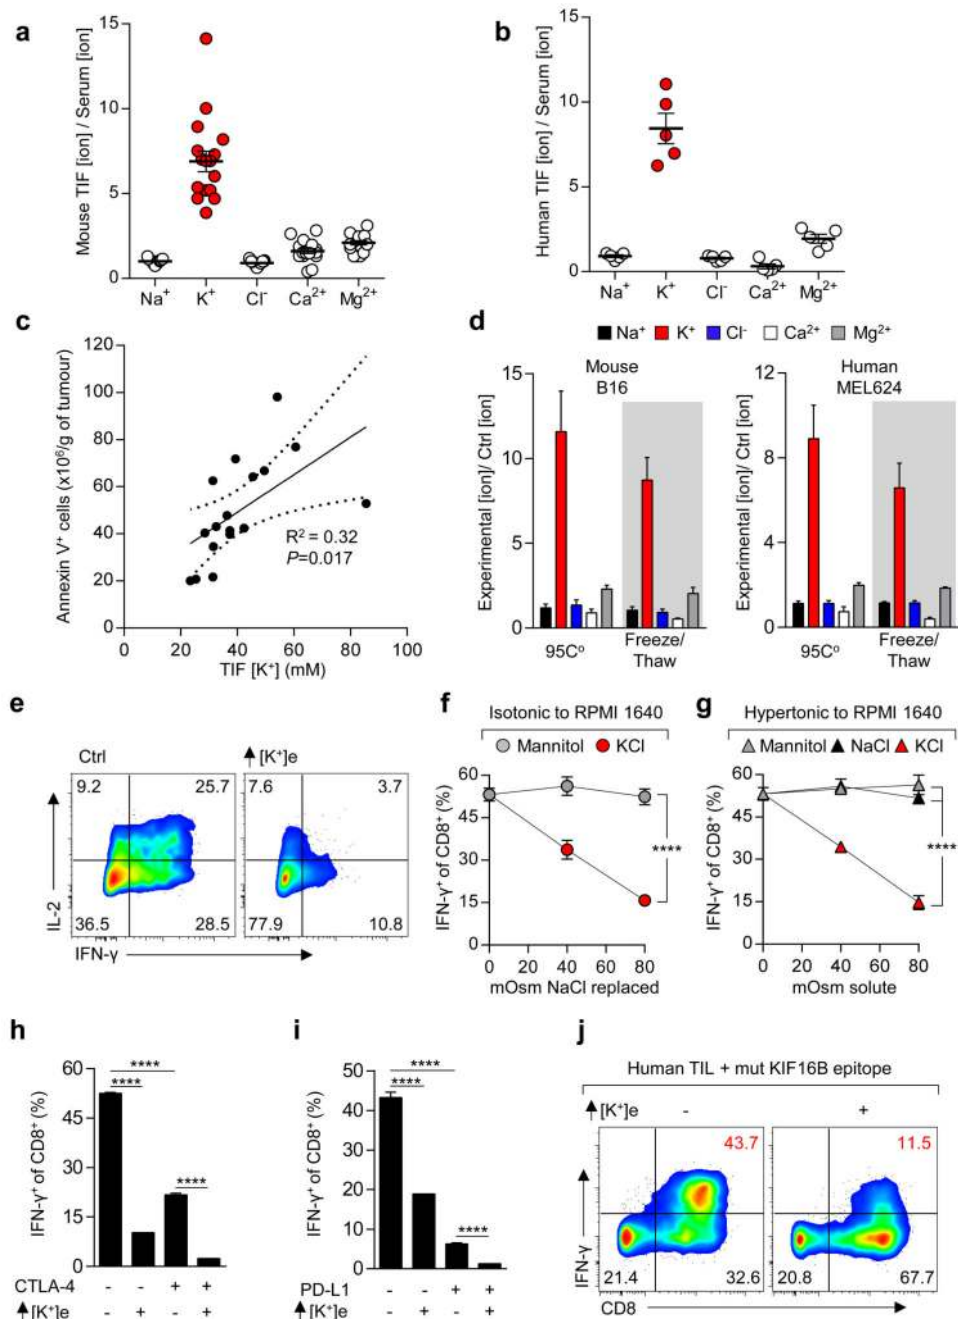 a
Mouse TIF [ion] / Serum [ion]
15
10
5
0
Na⁺ K⁺ Cl⁻ Ca²⁺ Mg²⁺
b
Human TIF [ion] / Serum [ion]
15
10
5
0
Na⁺ K⁺ Cl⁻ Ca²⁺ Mg²⁺
c
Annexin V⁺ cells (x10⁶/g of tumour)
120
100
80
60
40
20
0
R² = 0.32
P=0.017
0 20 40 60 80 100
TIF [K⁺] (mM)
d
Na⁺ K⁺ Cl⁻ Ca²⁺ Mg²⁺
Mouse
B16
Experimental [ion]/ Ctrl [ion]
15
10
5
0
95Cº Freeze/
Thaw
Human
MEL624
Experimental [ion]/ Ctrl [ion]
12
8
4
0
95Cº Freeze/
Thaw
e
Ctrl
[K⁺]e
9.2 25.7
36.5 28.5
7.6 3.7
77.9 10.8
IL-2
IFN-γ
f
Isotonic to RPMI 1640
Mannitol KCl
IFN-γ⁺ of CD8⁺ (%)
60
45
30
15
0
****
0 40 80
mOsm NaCl replaced
g
Hypertonic to RPMI 1640
Mannitol NaCl KCl
IFN-γ⁺ of CD8⁺ (%)
60
45
30
15
0
****
0 40 80
mOsm solute
h
IFN-γ⁺ of CD8⁺ (%)
60
45
30
15
0
****
****
****
CTLA-4 - - + +
[K⁺]e - + - +
i
IFN-γ⁺ of CD8⁺ (%)
50
40
30
20
10
0
****
****
****
PD-L1 - - + +
[K⁺]e - + - +
j
Human TIL + mut KIF16B epitope
[K⁺]e - +
43.7
21.4 32.6
11.5
20.8 67.7
IFN-γ
CD8